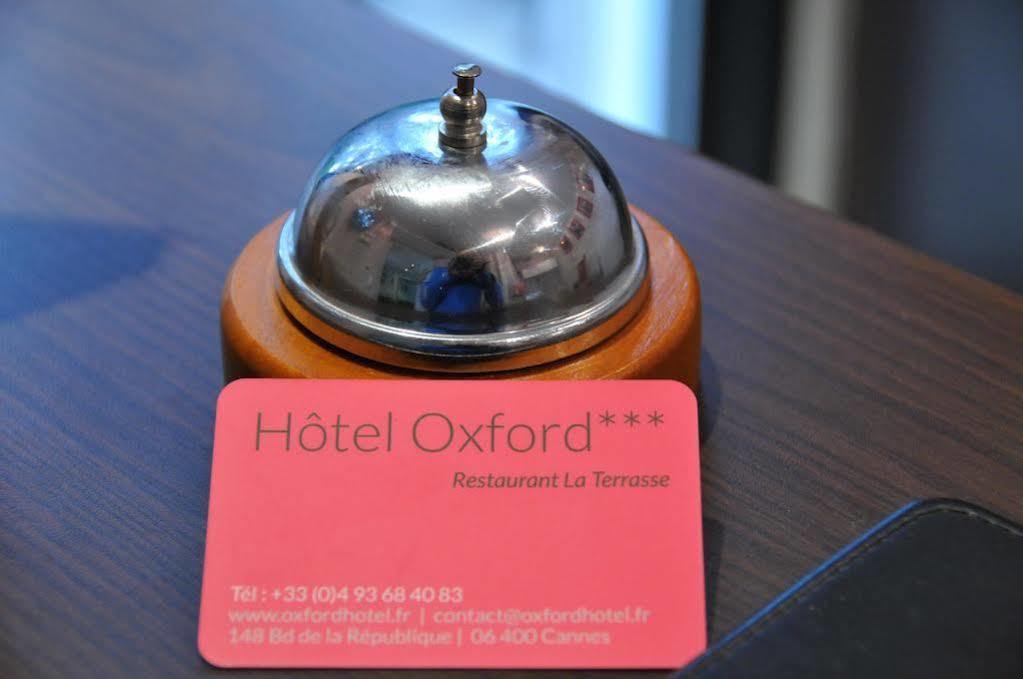 Hôtel Oxford***
Restaurant La Terrasse
Tél : +33 (0)4 93 68 40 83
www.oxfordhotel.fr | contact@oxfordhotel.fr
148 Bd de la République | 06 400 Cannes